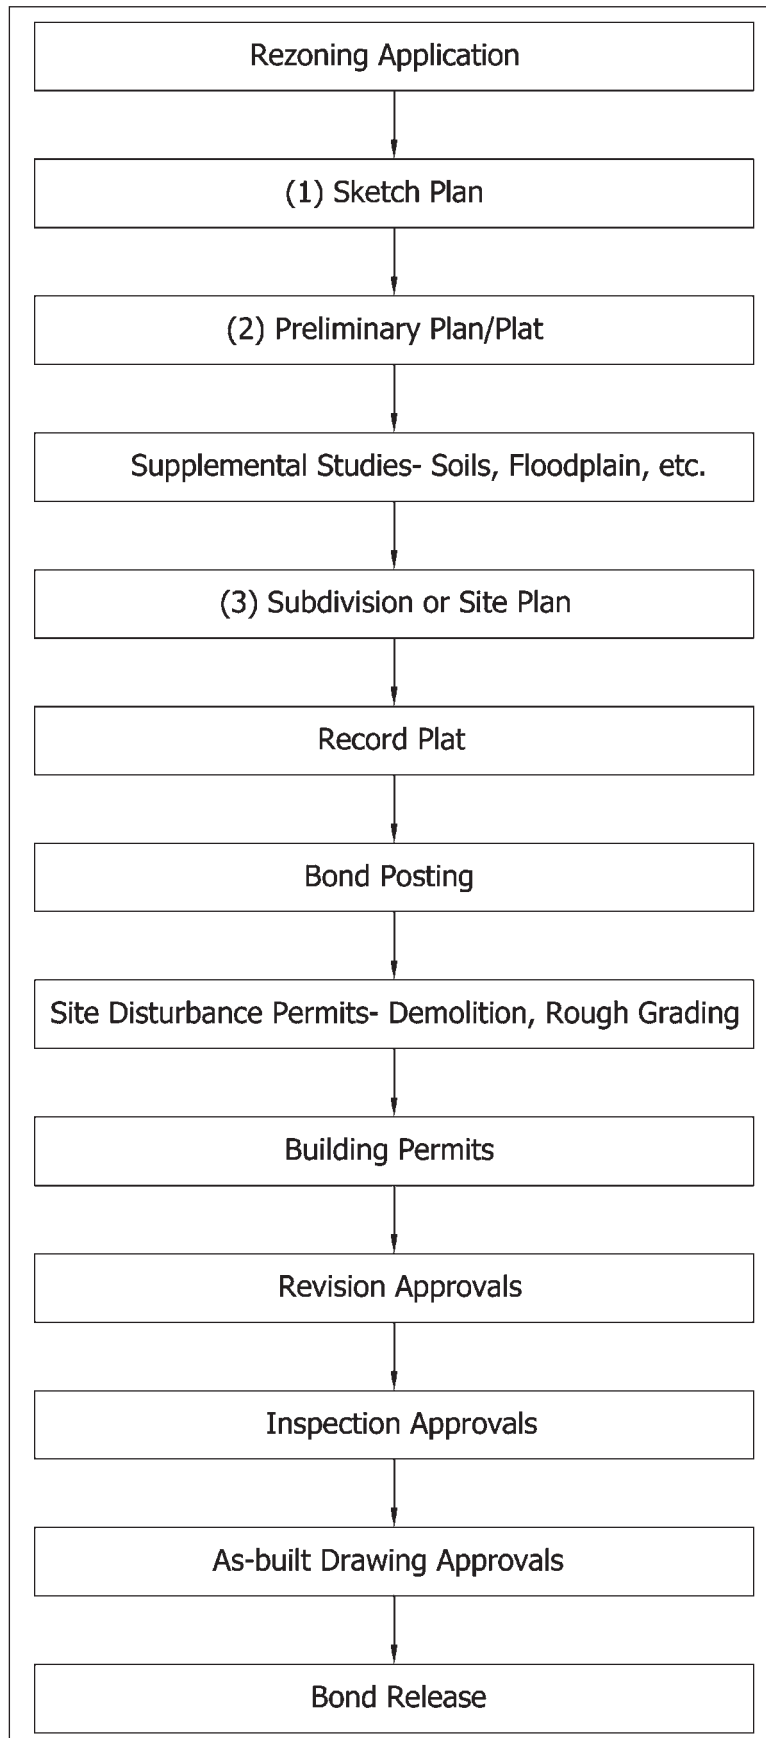 Rezoning Application
(1) Sketch Plan
(2) Preliminary Plan/Plat
Supplemental Studies- Soils, Floodplain, etc.
(3) Subdivision or Site Plan
Record Plat
Bond Posting
Site Disturbance Permits- Demolition, Rough Grading
Building Permits
Revision Approvals
Inspection Approvals
As-built Drawing Approvals
Bond Release